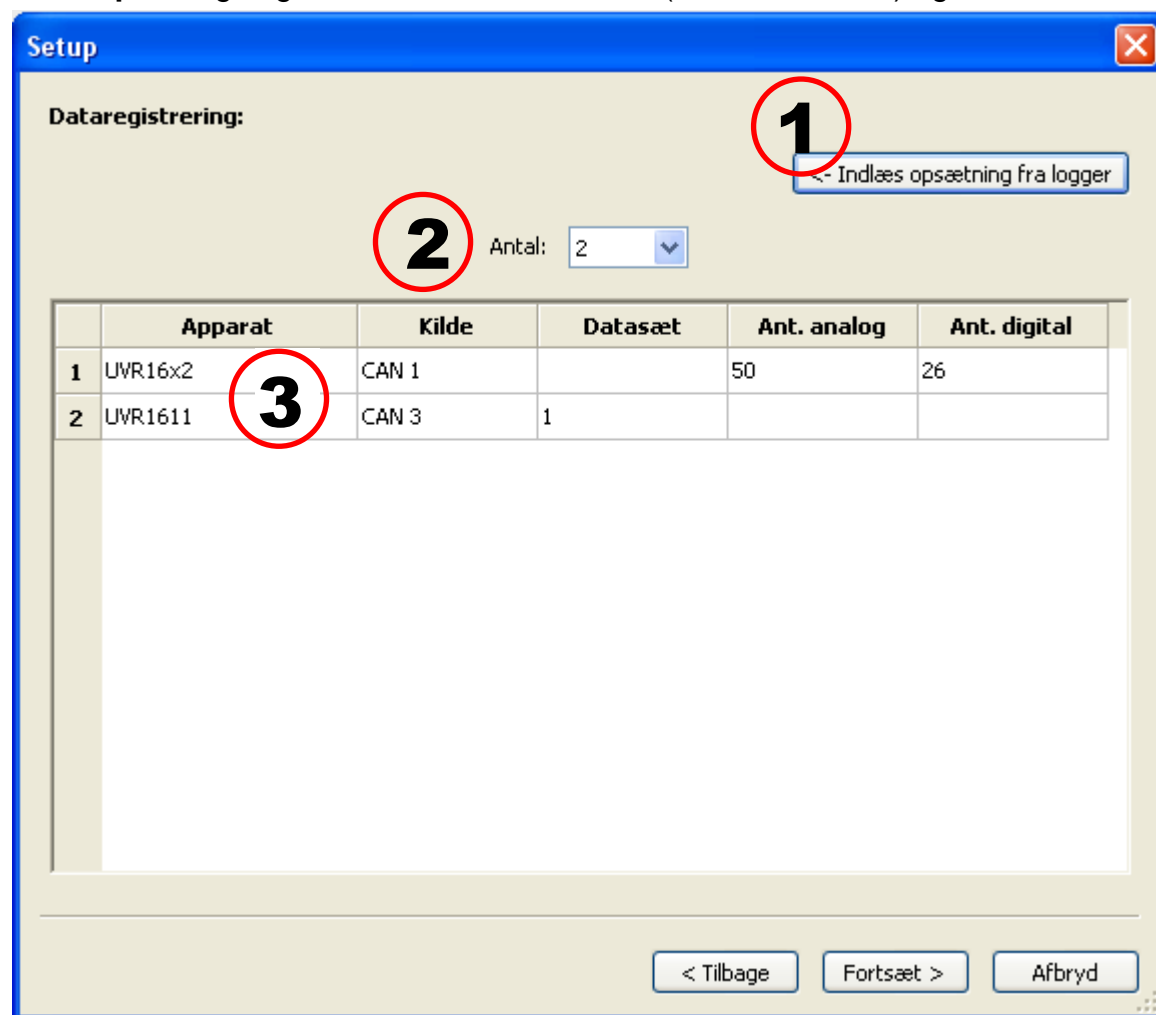 Setup
Dataregistrering:
1
<- Indlæs opsætning fra logger
2
Antal: 2
Apparat Kilde Datasæt Ant. analog Ant. digital
1 UVR16x2 CAN 1 50 26
3
2 UVR1611 CAN 3 1
< Tilbage Fortsæt > Afbryd